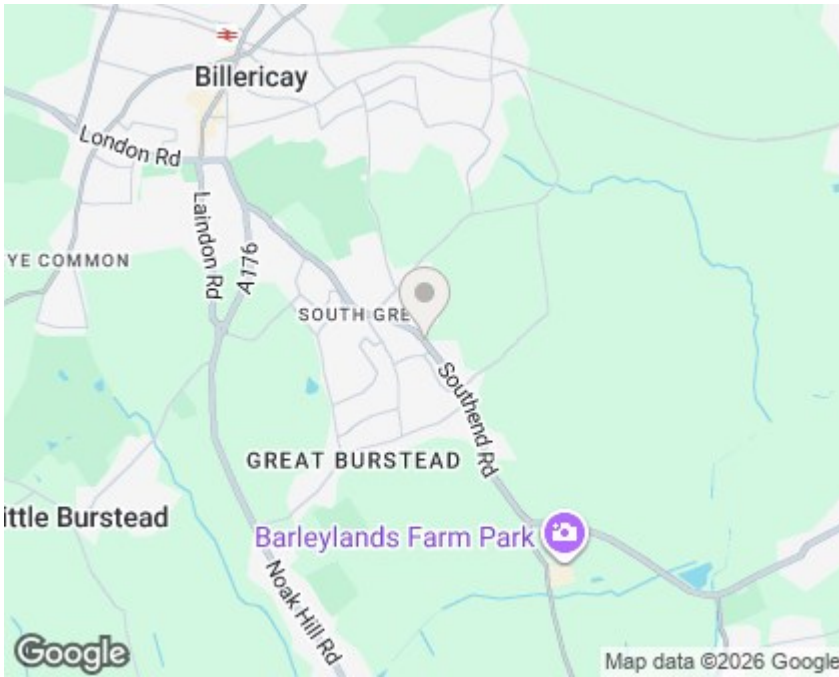 Billericay
London Rd
Laindon Rd
A176
YE COMMON
SOUTH GRE
Southend Rd
GREAT BURSTEAD
ittle Burstead
Barleylands Farm Park
Noak Hill Rd
Google
Map data ©2026 Google